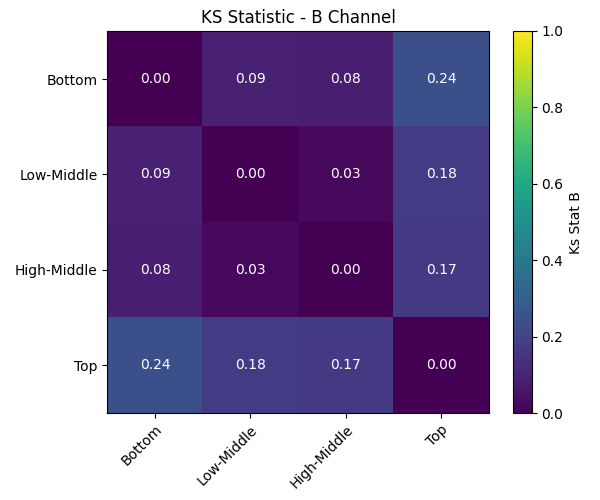 KS Statistic - B Channel
Bottom 0.00 0.09 0.08 0.24
Low-Middle 0.09 0.00 0.03 0.18
High-Middle 0.08 0.03 0.00 0.17
Top 0.24 0.18 0.17 0.00
Bottom Low-Middle High-Middle Top
1.0
0.8
0.6
0.4
0.2
0.0
Ks Stat B